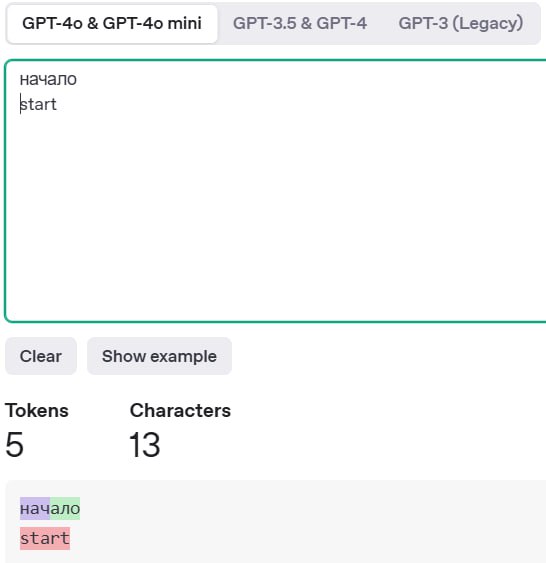 GPT-4o & GPT-4o mini GPT-3.5 & GPT-4 GPT-3 (Legacy)
начало
start
Clear Show example
Tokens Characters
5 13
начало
start